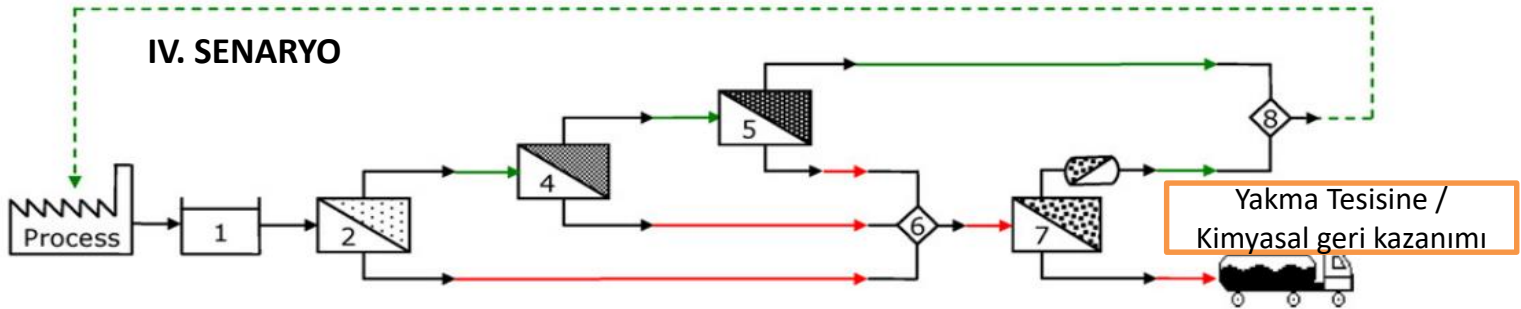 IV. SENARYO
5
8
4
Process
1
2
6
7
Yakma Tesisine /
Kimyasal geri kazanımı